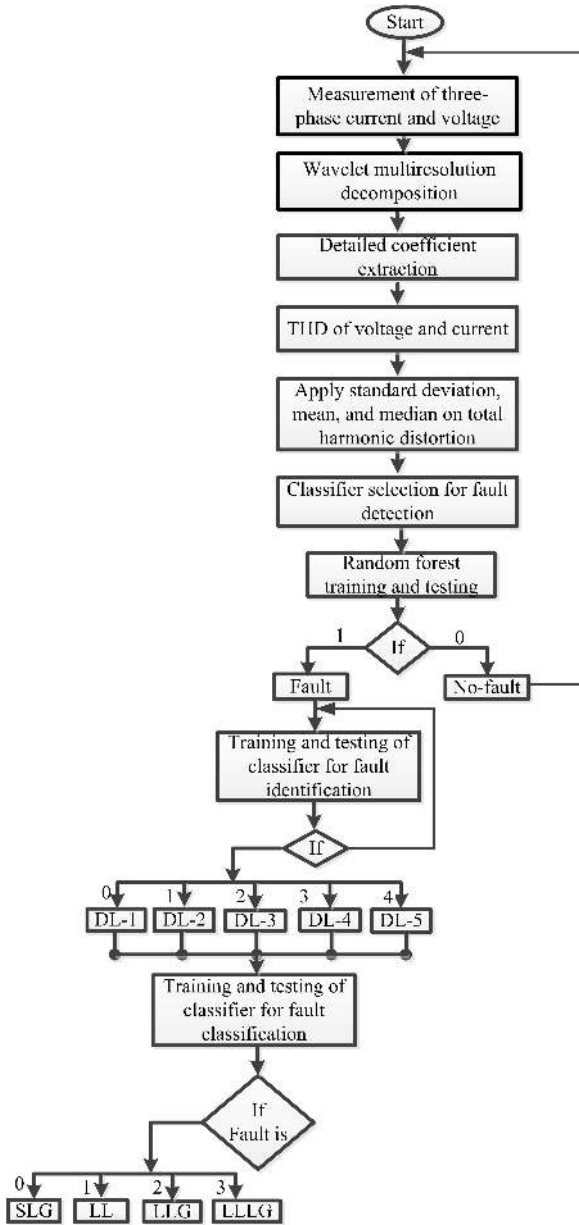 Start
Measurement of three-
phase current and voltage
Wavelet multiresolution
decomposition
Detailed coefficient
extraction
THD of voltage and current
Apply standard deviation,
mean, and median on total
harmonic distortion
Classifier selection for fault
detection
Random forest
training and testing
1
If
0
Fault
No-fault
Training and testing of
classifier for fault
identification
If
0 1 2 3 4
DL-1 DL-2 DL-3 DL-4 DL-5
Training and testing of
classifier for fault
classification
If
Fault is
0 1 2 3
SLG LL LLG LLLG